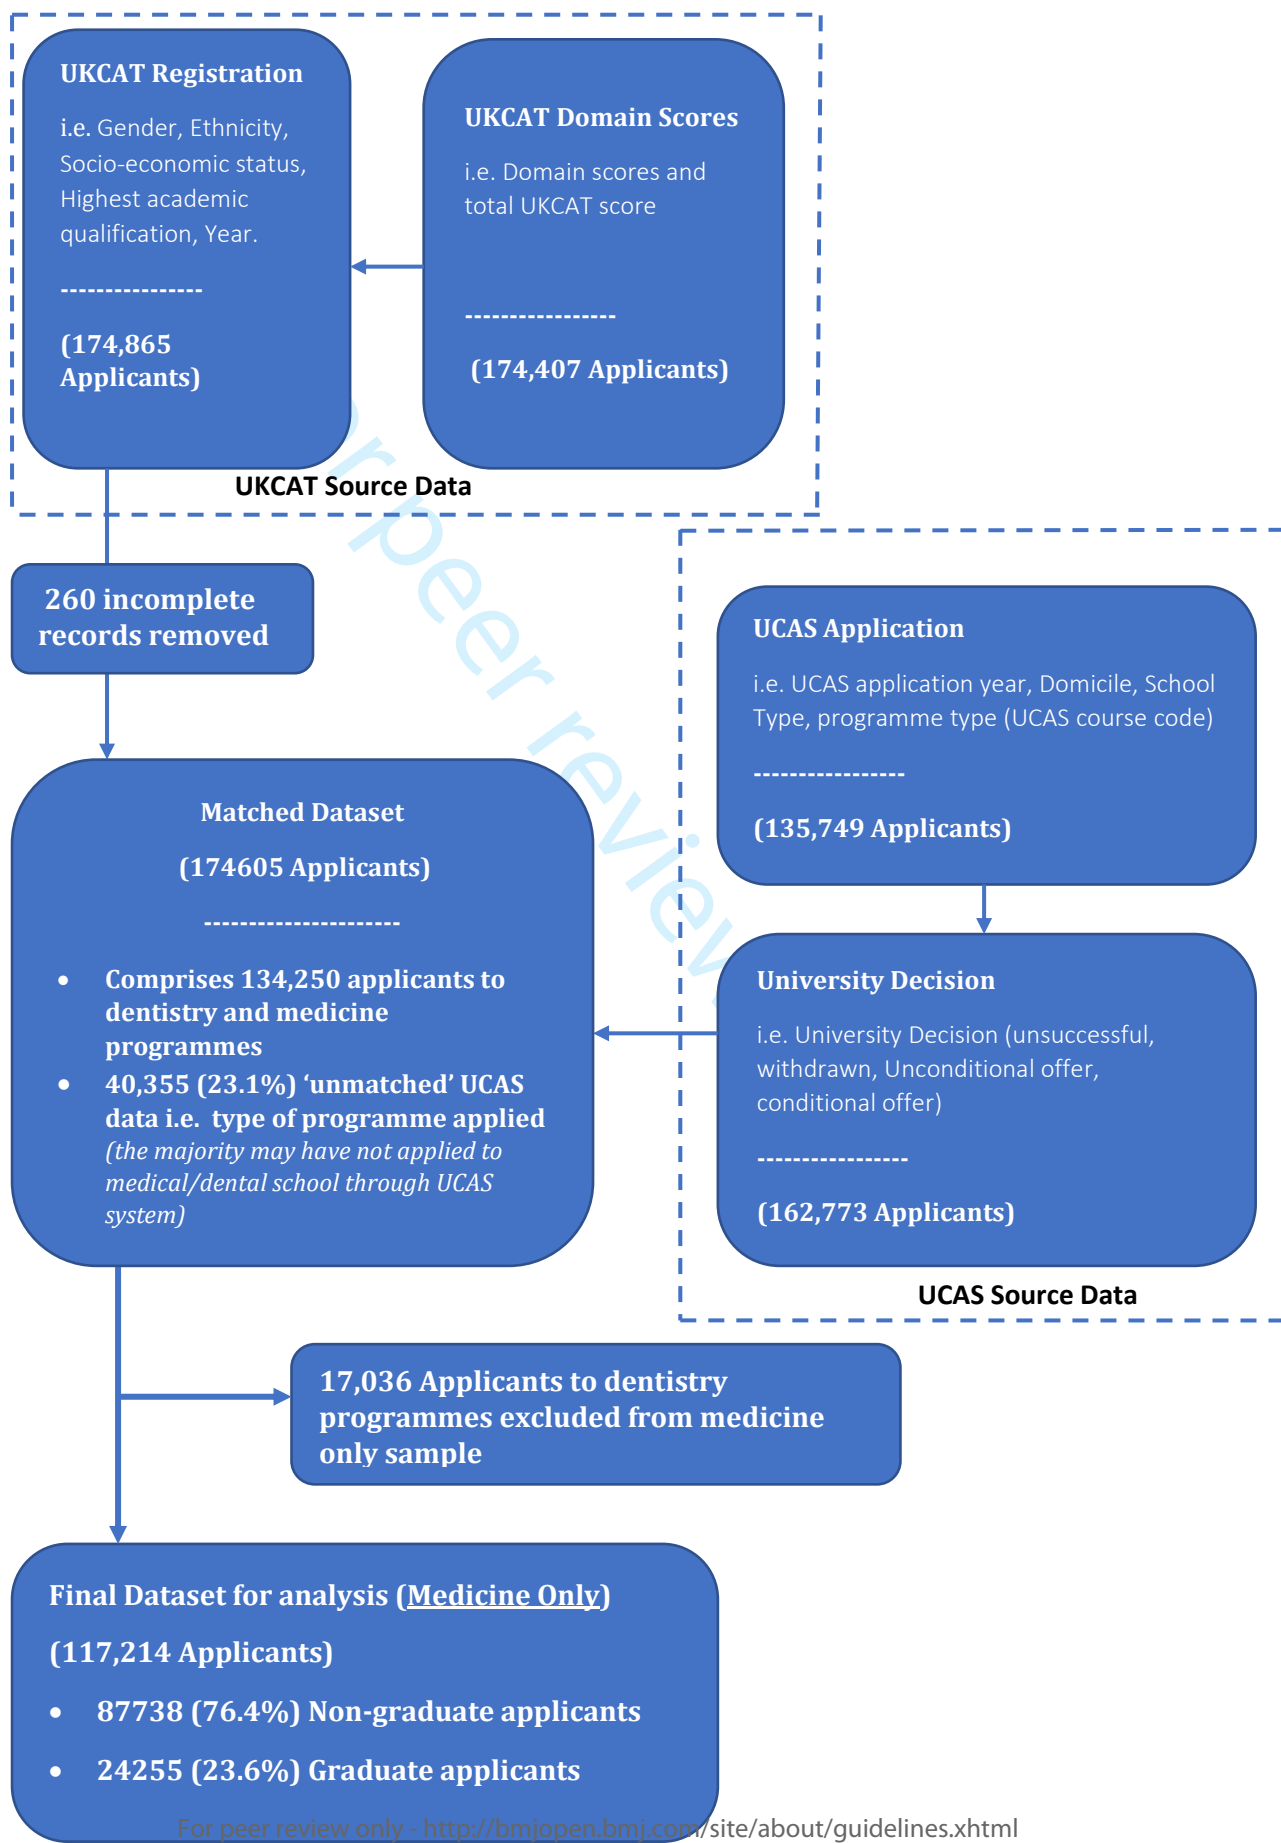 UKCAT Registration
i.e. Gender, Ethnicity,
Socio-economic status,
Highest academic
qualification, Year.
----------------
(174,865
Applicants)
UKCAT Domain Scores
i.e. Domain scores and
total UKCAT score
-----------------
(174,407 Applicants)
UKCAT Source Data
260 incomplete
records removed
UCAS Application
i.e. UCAS application year, Domicile, School
Type, programme type (UCAS course code)
-----------------
(135,749 Applicants)
Matched Dataset
(174605 Applicants)
----------------------
• Comprises 134,250 applicants to
dentistry and medicine
programmes
• 40,355 (23.1%) ‘unmatched’ UCAS
data i.e. type of programme applied
(the majority may have not applied to
medical/dental school through UCAS
system)
University Decision
i.e. University Decision (unsuccessful,
withdrawn, Unconditional offer,
conditional offer)
-----------------
(162,773 Applicants)
UCAS Source Data
17,036 Applicants to dentistry
programmes excluded from medicine
only sample
Final Dataset for analysis (Medicine Only)
(117,214 Applicants)
• 87738 (76.4%) Non-graduate applicants
• 24255 (23.6%) Graduate applicants
For peer review only - http://bmjopen.bmj.com/site/about/guidelines.xhtml
peer review